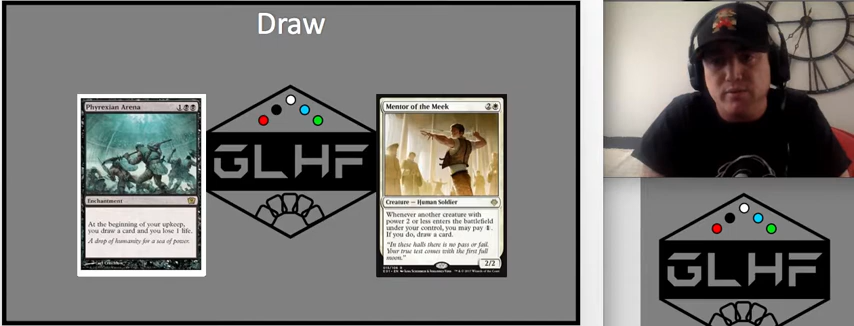 Draw
Phyrexian Arena
Enchantment
At the beginning of your upkeep,
you draw a card and you lose 1 life.
A drop of humanity for a sea of power.
GLHF
Mentor of the Meek
2
Creature — Human Soldier
Whenever another creature with
power 2 or less enters the battlefield
under your control, you may pay 1.
If you do, draw a card.
"In these halls there is no pass or fail.
Your true test comes with the first full
moon."
2/2
GLHF